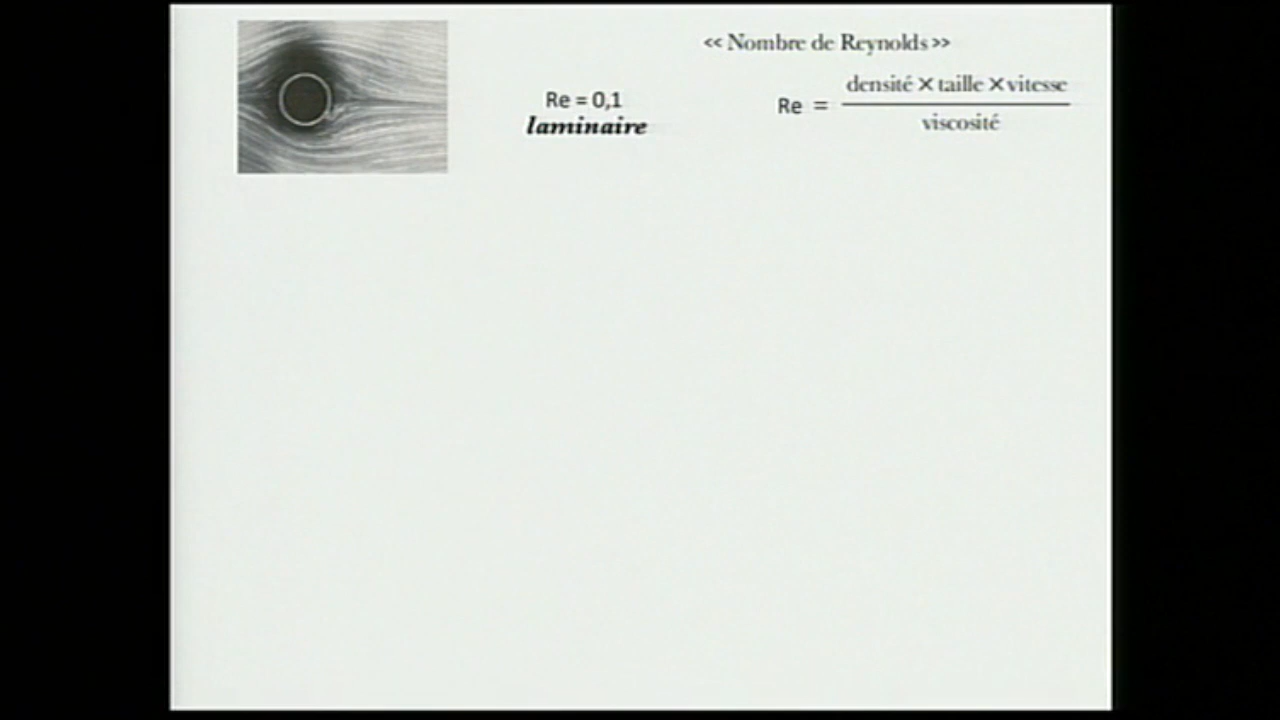 << Nombre de Reynolds >>
Re = 0,1
laminaire
Re = densité × taille × vitesse
viscosité